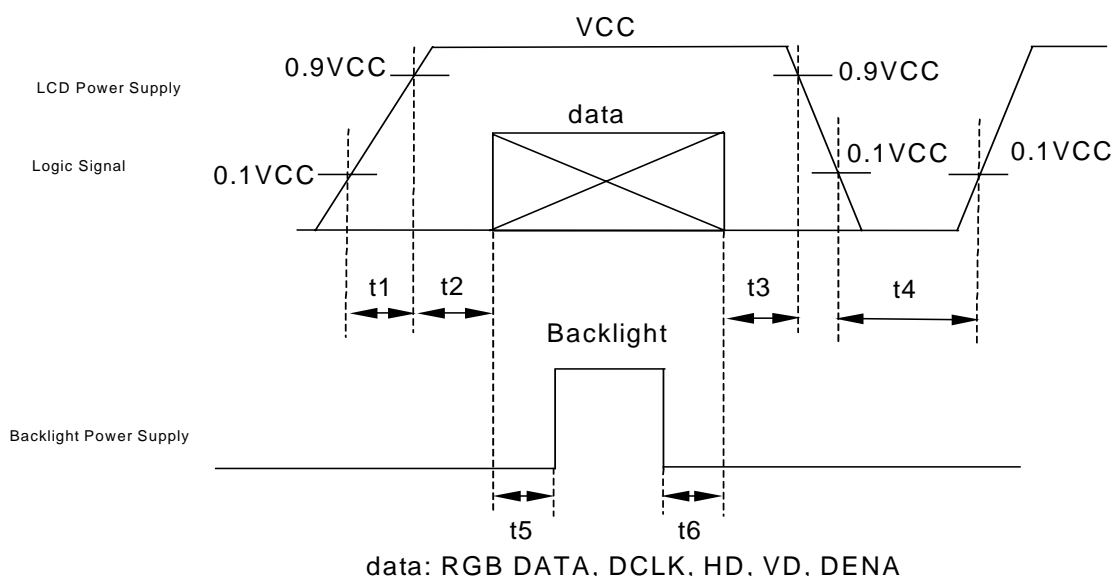 VCC
0.9VCC
0.9VCC
LCD Power Supply
data
Logic Signal
0.1VCC
0.1VCC
0.1VCC
t1
t2
t3
t4
Backlight
Backlight Power Supply
t5
t6
data: RGB DATA, DCLK, HD, VD, DENA